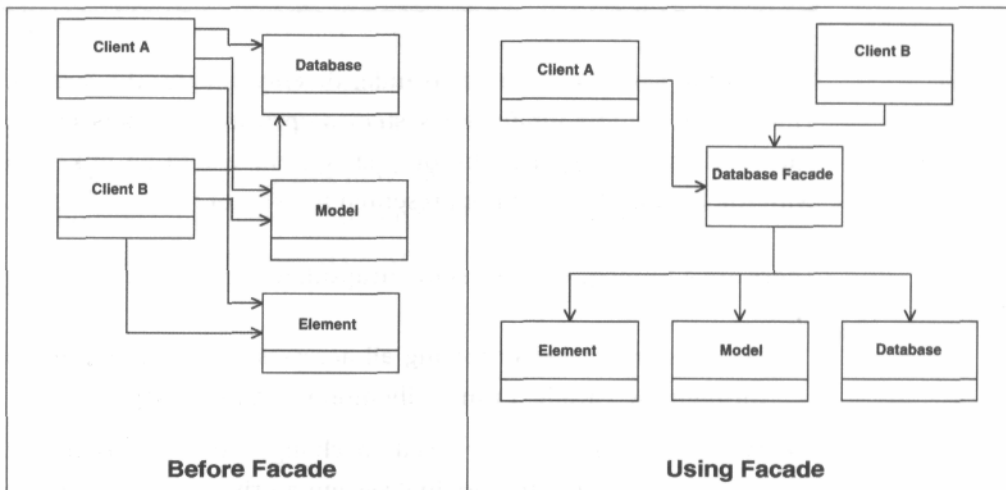 Client A
Database
Client B
Model
Element
Before Facade
Client A
Client B
Database Facade
Element
Model
Database
Using Facade